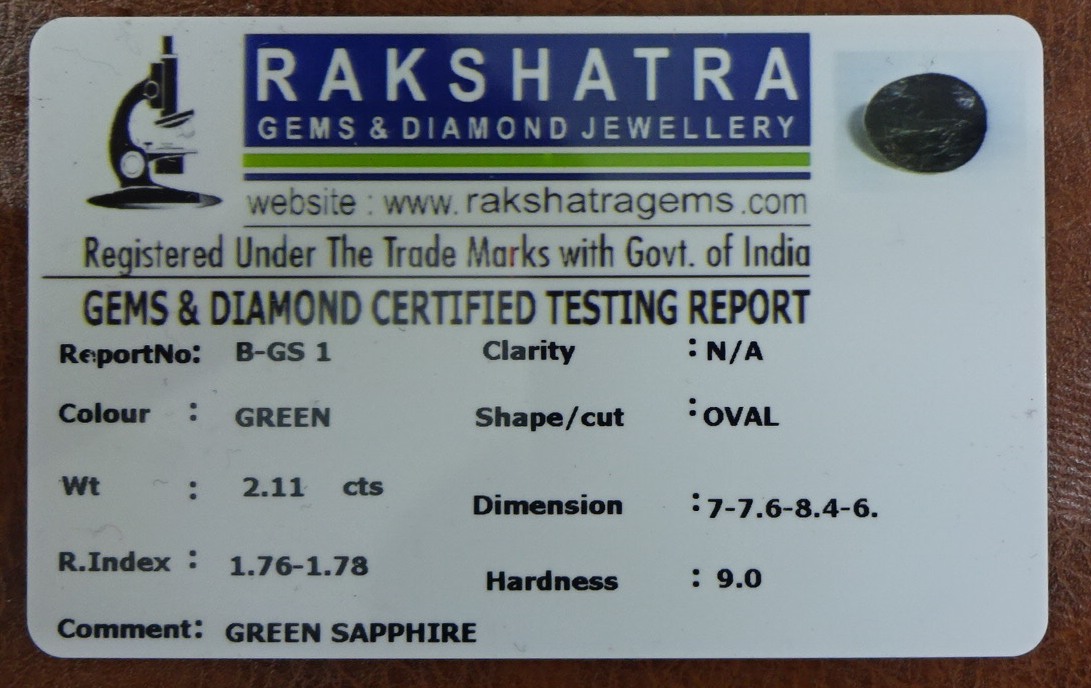 RAKSHATRA
GEMS & DIAMOND JEWELLERY
website : www.rakshatragems.com
Registered Under The Trade Marks with Govt. of India
GEMS & DIAMOND CERTIFIED TESTING REPORT
ReportNo: B-GS 1 Clarity : N/A
Colour : GREEN Shape/cut : OVAL
Wt : 2.11 cts Dimension : 7-7.6-8.4-6.
R.Index : 1.76-1.78 Hardness : 9.0
Comment: GREEN SAPPHIRE